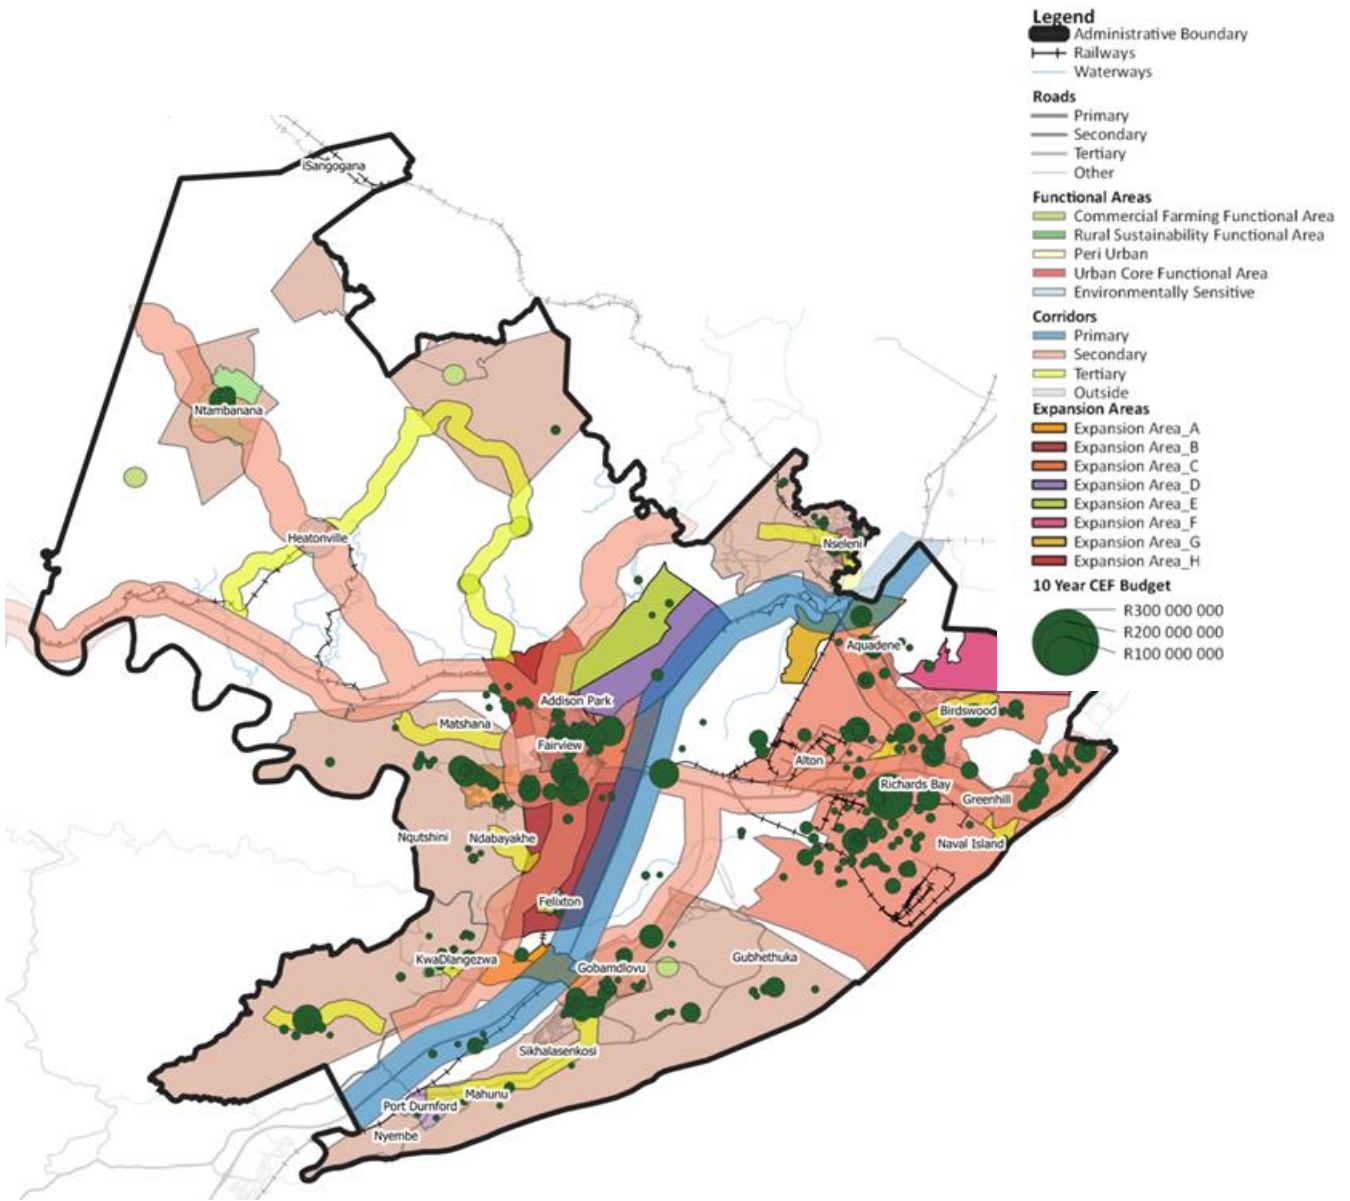 Legend
Administrative Boundary
Railways
Waterways
Roads
Primary
Secondary
Tertiary
Other
Functional Areas
Commercial Farming Functional Area
Rural Sustainability Functional Area
Peri Urban
Urban Core Functional Area
Environmentally Sensitive
Corridors
Primary
Secondary
Tertiary
Outside
Expansion Areas
Expansion Area_A
Expansion Area_B
Expansion Area_C
Expansion Area_D
Expansion Area_E
Expansion Area_F
Expansion Area_G
Expansion Area_H
10 Year CEF Budget
R300 000 000
R200 000 000
R100 000 000
iSangogana
Ntambanana
Heatonville
Nseleni
Aquadene
Addison Park
Birdswood
Matshana
Fairview
Alton
Richards Bay
Greenhill
Nqutshini
Ndabayakhe
Naval Island
Felixton
KwaDlangezwa
Gobamdlovu
Gubhethuka
Sikhalasenkosi
Mahunu
Port Durnford
Nyembe